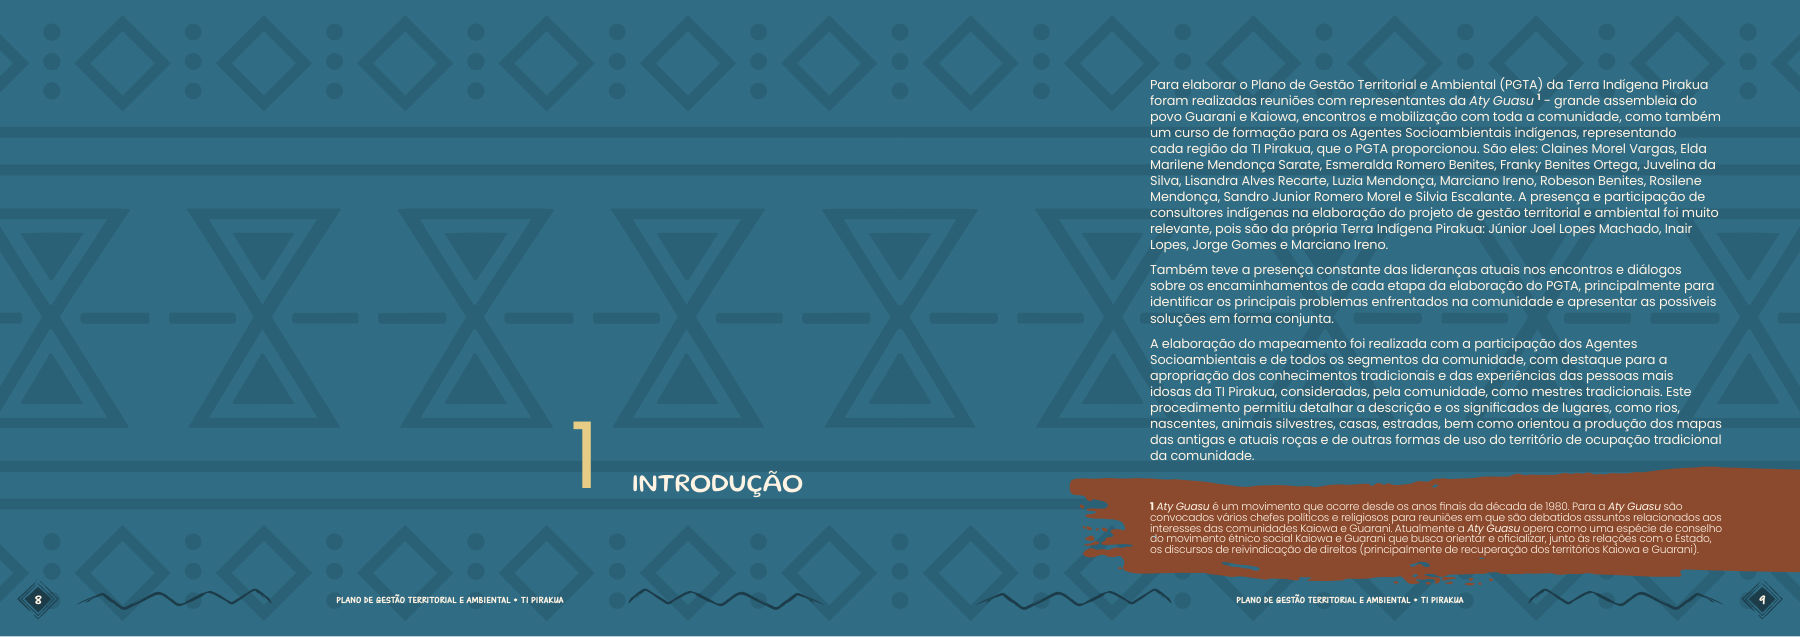 1
INTRODUÇÃO
8
PLANO DE GESTÃO TERRITORIAL E AMBIENTAL • TI PIRAKUA
Para elaborar o Plano de Gestão Territorial e Ambiental (PGTA) da Terra Indígena Pirakua
foram realizadas reuniões com representantes da Aty Guasu ¹ - grande assembleia do
povo Guarani e Kaiowa, encontros e mobilização com toda a comunidade, como também
um curso de formação para os Agentes Socioambientais indígenas, representando
cada região da TI Pirakua, que o PGTA proporcionou. São eles: Claines Morel Vargas, Elda
Marilene Mendonça Sarate, Esmeralda Romero Benites, Franky Benites Ortega, Juvelina da
Silva, Lisandra Alves Recarte, Luzia Mendonça, Marciano Ireno, Robeson Benites, Rosilene
Mendonça, Sandro Junior Romero Morel e Silvia Escalante. A presença e participação de
consultores indígenas na elaboração do projeto de gestão territorial e ambiental foi muito
relevante, pois são da própria Terra Indígena Pirakua: Júnior Joel Lopes Machado, Inair
Lopes, Jorge Gomes e Marciano Ireno.
Também teve a presença constante das lideranças atuais nos encontros e diálogos
sobre os encaminhamentos de cada etapa da elaboração do PGTA, principalmente para
identificar os principais problemas enfrentados na comunidade e apresentar as possíveis
soluções em forma conjunta.
A elaboração do mapeamento foi realizada com a participação dos Agentes
Socioambientais e de todos os segmentos da comunidade, com destaque para a
apropriação dos conhecimentos tradicionais e das experiências das pessoas mais
idosas da TI Pirakua, consideradas, pela comunidade, como mestres tradicionais. Este
procedimento permitiu detalhar a descrição e os significados de lugares, como rios,
nascentes, animais silvestres, casas, estradas, bem como orientou a produção dos mapas
das antigas e atuais roças e de outras formas de uso do território de ocupação tradicional
da comunidade.
1 Aty Guasu é um movimento que ocorre desde os anos finais da década de 1980. Para a Aty Guasu são
convocados vários chefes políticos e religiosos para reuniões em que são debatidos assuntos relacionados aos
interesses das comunidades Kaiowa e Guarani. Atualmente a Aty Guasu opera como uma espécie de conselho
do movimento étnico social Kaiowa e Guarani que busca orientar e oficializar, junto às relações com o Estado,
os discursos de reivindicação de direitos (principalmente de recuperação dos territórios Kaiowa e Guarani).
PLANO DE GESTÃO TERRITORIAL E AMBIENTAL • TI PIRAKUA
9